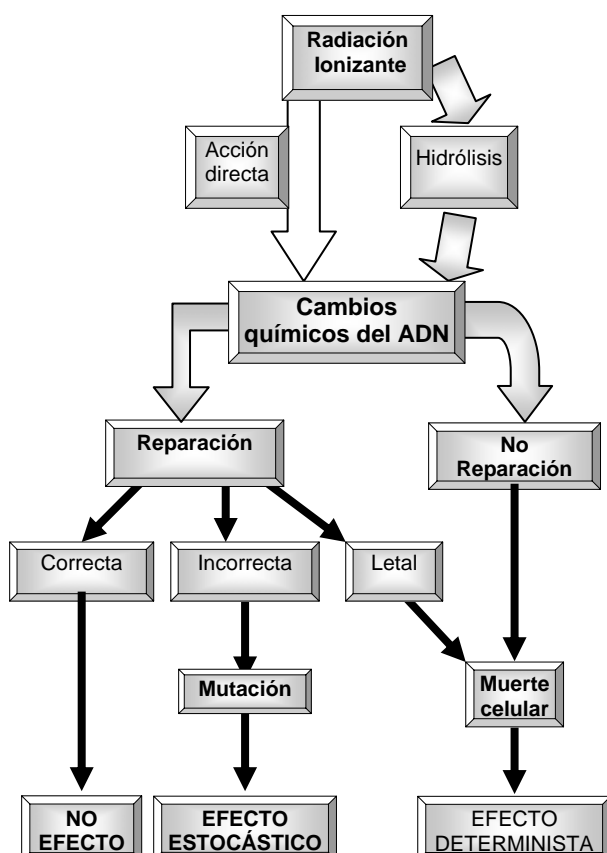 Radiación
Ionizante
Acción
directa
Hidrólisis
Cambios
químicos del ADN
Reparación
No
Reparación
Correcta
Incorrecta
Letal
Mutación
Muerte
celular
NO
EFECTO
EFECTO
ESTOCÁSTICO
EFECTO
DETERMINISTA